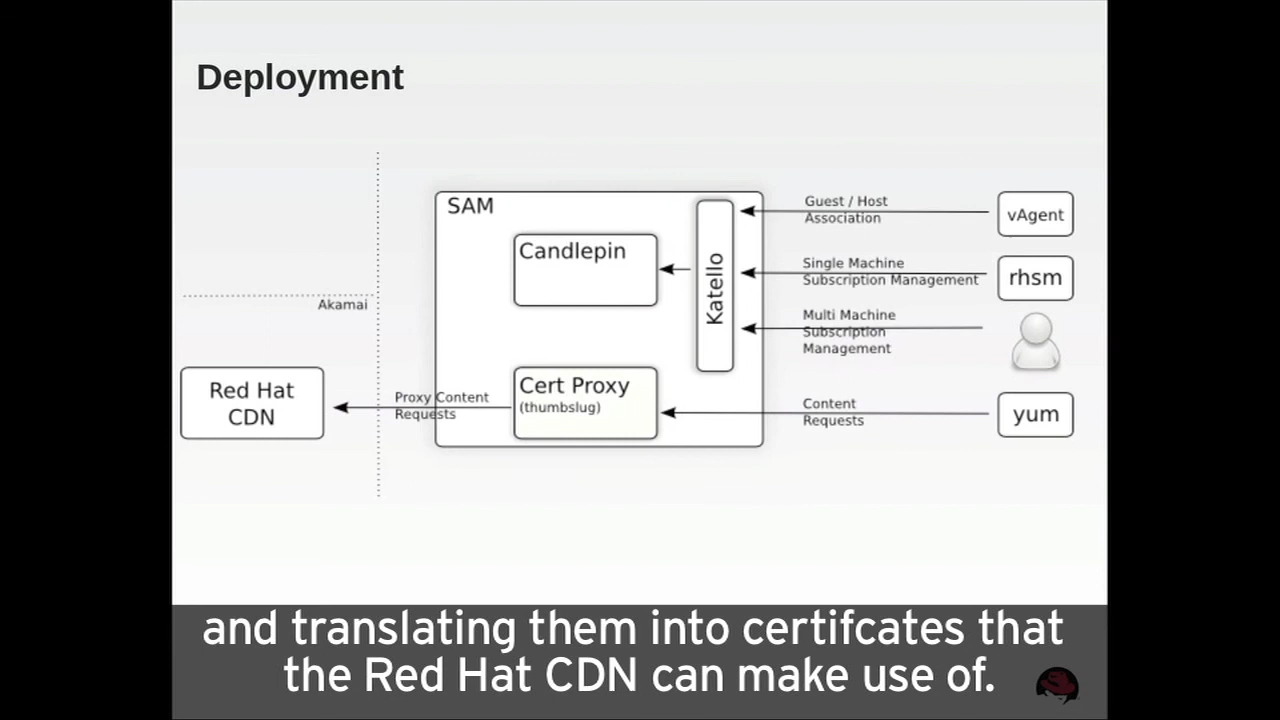 Deployment
SAM
Candlepin
Katello
Cert Proxy
(thumbslug)
Guest / Host
Association
vAgent
Single Machine
Subscription Management
rhsm
Multi Machine
Subscription
Management
Akamai
Red Hat
CDN
Proxy Content
Requests
Content
Requests
yum
and translating them into certifcates that
the Red Hat CDN can make use of.